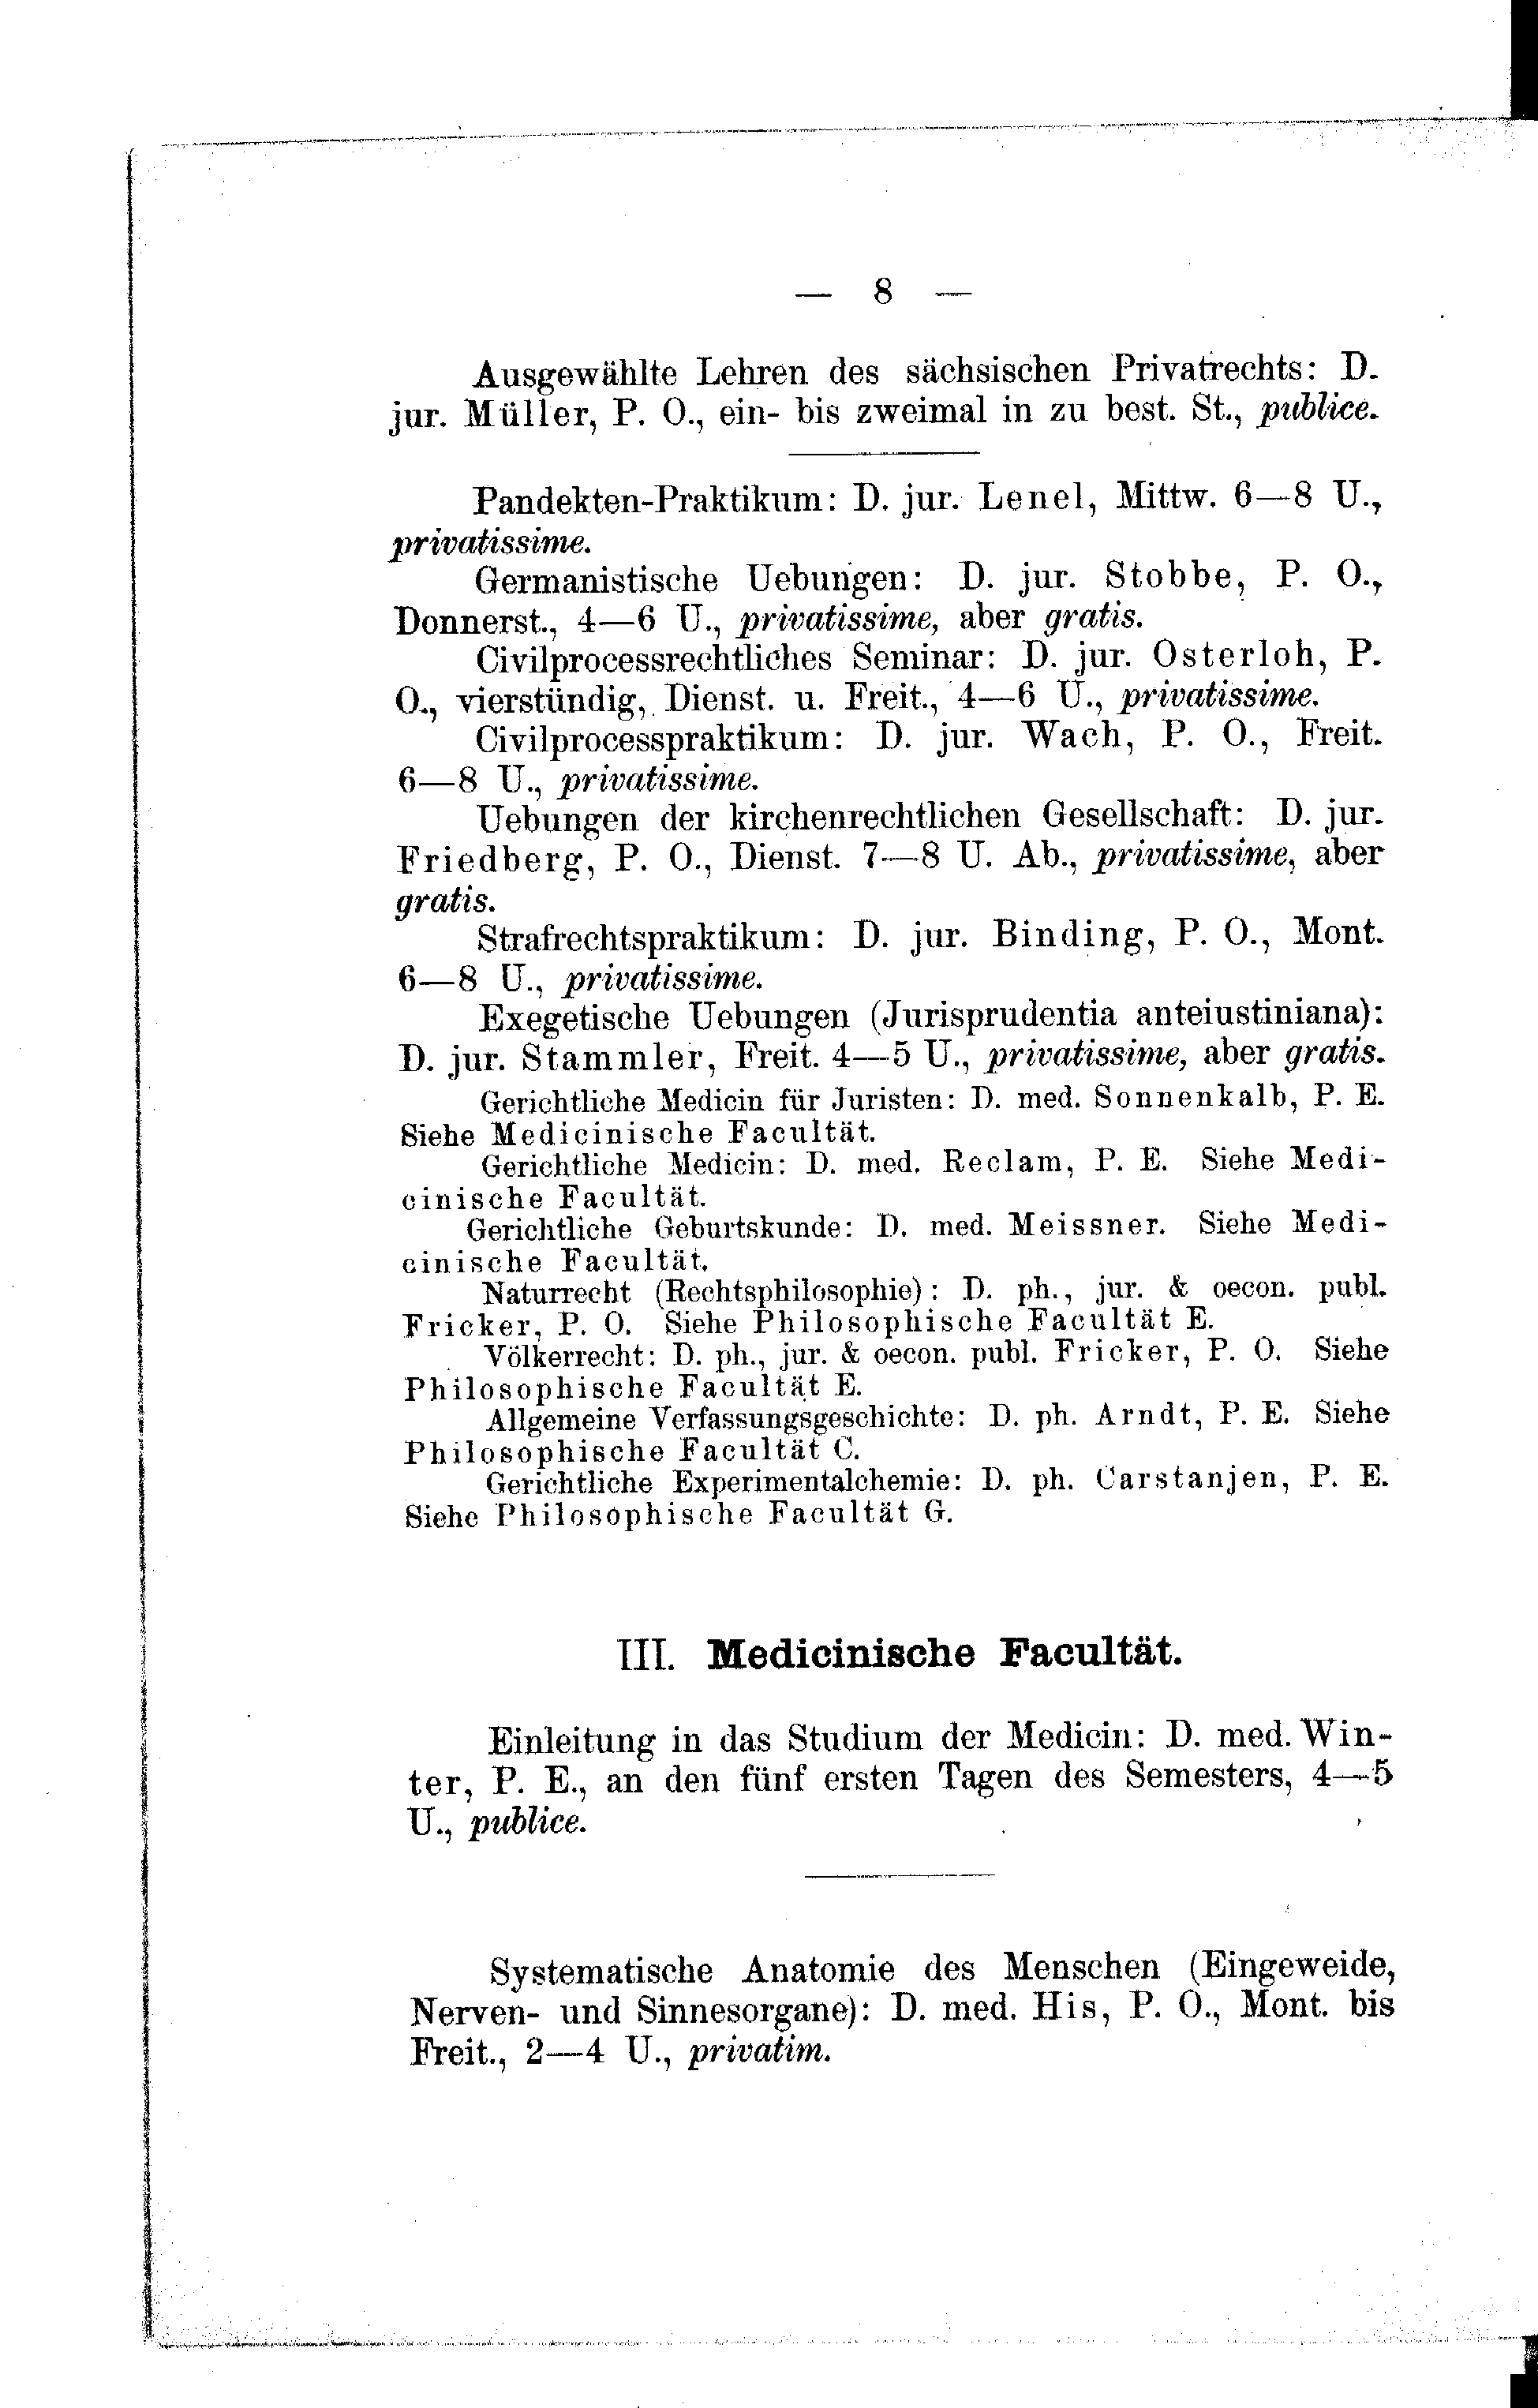 — 8 —
Ausgewählte Lehren des sächsischen Privatrechts: D.
jur. Müller, P. O., ein- bis zweimal in zu best. St., publice.
Pandekten-Praktikum: D. jur. Lenel, Mittw. 6—8 U.,
privatissime.
Germanistische Uebungen: D. jur. Stobbe, P. O.,
Donnerst., 4—6 U., privatissime, aber gratis.
Civilprocessrechtliches Seminar: D. jur. Osterloh, P.
O., vierstündig, Dienst. u. Freit., 4—6 U., privatissime.
Civilprocesspraktikum: D. jur. Wach, P. O., Freit.
6—8 U., privatissime.
Uebungen der kirchenrechtlichen Gesellschaft: D. jur.
Friedberg, P. O., Dienst. 7—8 U. Ab., privatissime, aber
gratis.
Strafrechtspraktikum: D. jur. Binding, P. O., Mont.
6—8 U., privatissime.
Exegetische Uebungen (Jurisprudentia anteiustiniana):
D. jur. Stammler, Freit. 4—5 U., privatissime, aber gratis.
Gerichtliche Medicin für Juristen: D. med. Sonnenkalb, P. E.
Siehe Medicinische Facultät.
Gerichtliche Medicin: D. med. Reclam, P. E. Siehe Medi-
cinische Facultät.
Gerichtliche Geburtskunde: D. med. Meissner. Siehe Medi-
cinische Facultät.
Naturrecht (Rechtsphilosophie): D. ph., jur. & oecon. publ.
Fricker, P. O. Siehe Philosophische Facultät E.
Völkerrecht: D. ph., jur. & oecon. publ. Fricker, P. O. Siehe
Philosophische Facultät E.
Allgemeine Verfassungsgeschichte: D. ph. Arndt, P. E. Siehe
Philosophische Facultät C.
Gerichtliche Experimentalchemie: D. ph. Carstanjen, P. E.
Siehe Philosophische Facultät G.
III. Medicinische Facultät.
Einleitung in das Studium der Medicin: D. med. Win-
ter, P. E., an den fünf ersten Tagen des Semesters, 4—5
U., publice.
Systematische Anatomie des Menschen (Eingeweide,
Nerven- und Sinnesorgane): D. med. His, P. O., Mont. bis
Freit., 2—4 U., privatim.